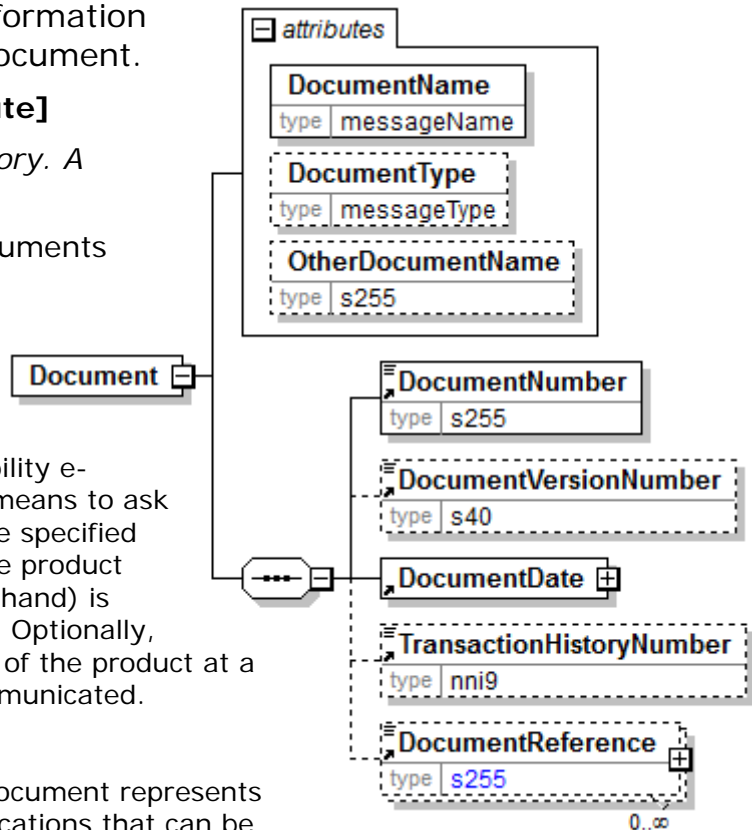 formation
ocument.
te]
ory. A
uments
bility e-
means to ask
e specified
e product
hand) is
Optionally,
of the product at a
municated.
ocument represents
cations that can be
attributes
DocumentName
type messageName
DocumentType
type messageType
OtherDocumentName
type s255
Document
DocumentNumber
type s255
DocumentVersionNumber
type s40
DocumentDate
TransactionHistoryNumber
type nni9
DocumentReference
type s255
0..∞